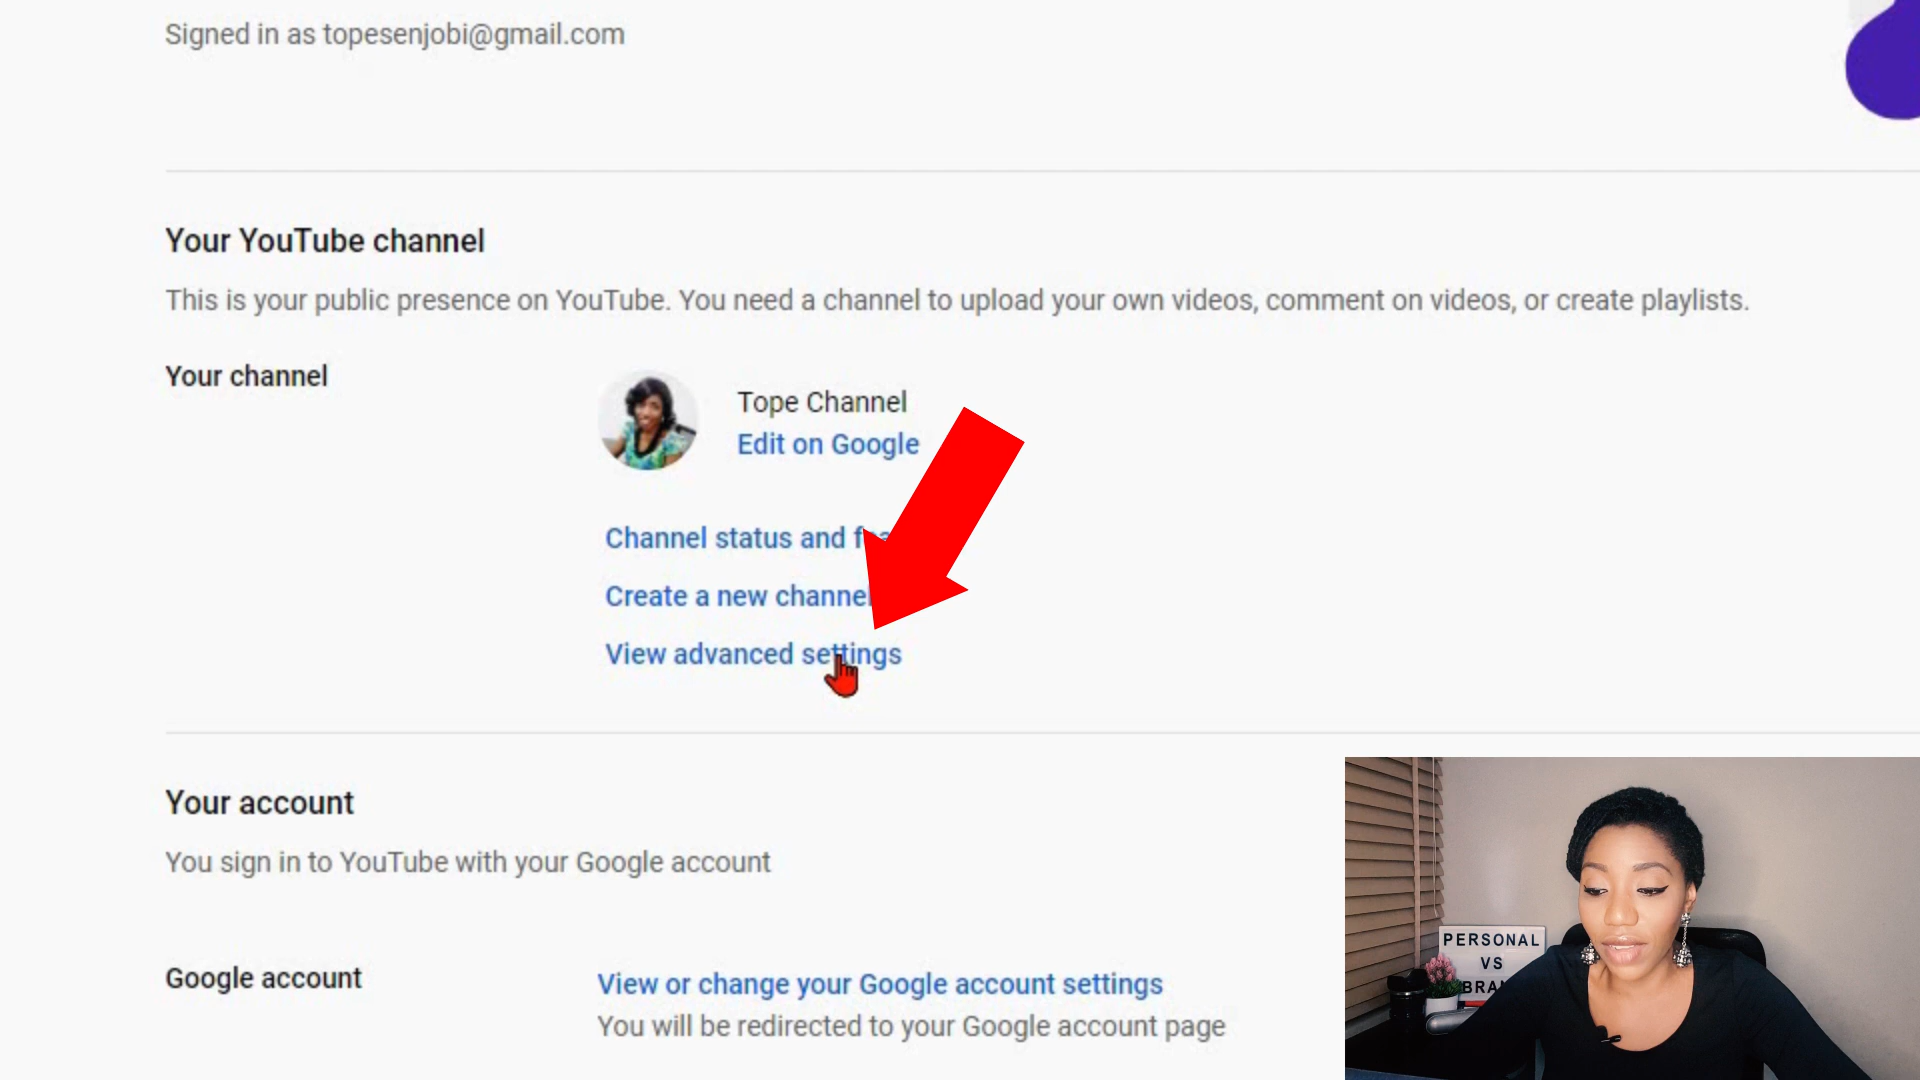 Signed in as topesenjobi@gmail.com
Your YouTube channel
This is your public presence on YouTube. You need a channel to upload your own videos, comment on videos, or create playlists.
Your channel
Tope Channel
Edit on Google
Channel status and
Create a new channel
View advanced settings
Your account
You sign in to YouTube with your Google account
Google account
View or change your Google account settings
You will be redirected to your Google account page
PERSONAL
VS
BRA